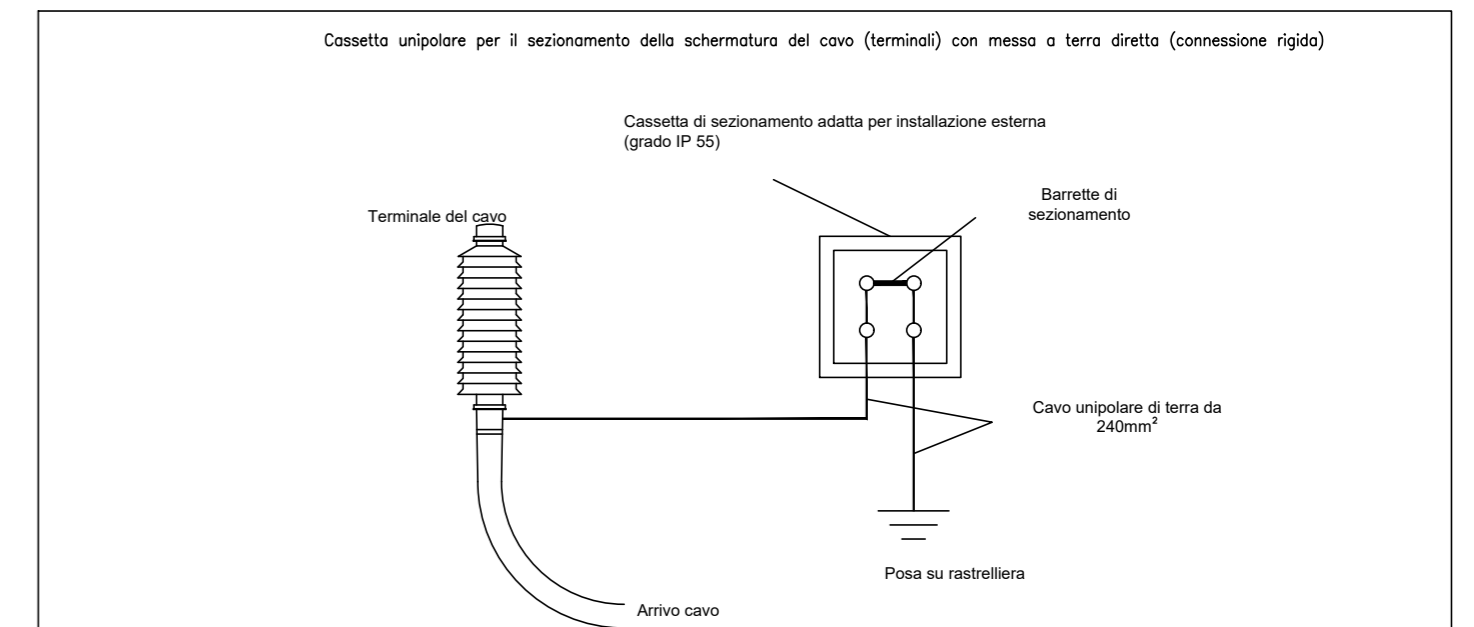 Cassetta unipolare per il sezionamento della schermatura del cavo (terminali) con messa a terra diretta (connessione rigida)
Cassetta di sezionamento adatta per installazione esterna
(grado IP 55)
Barrette di
sezionamento
Terminale del cavo
Cavo unipolare di terra da
240mm²
Posa su rastrelliera
Arrivo cavo